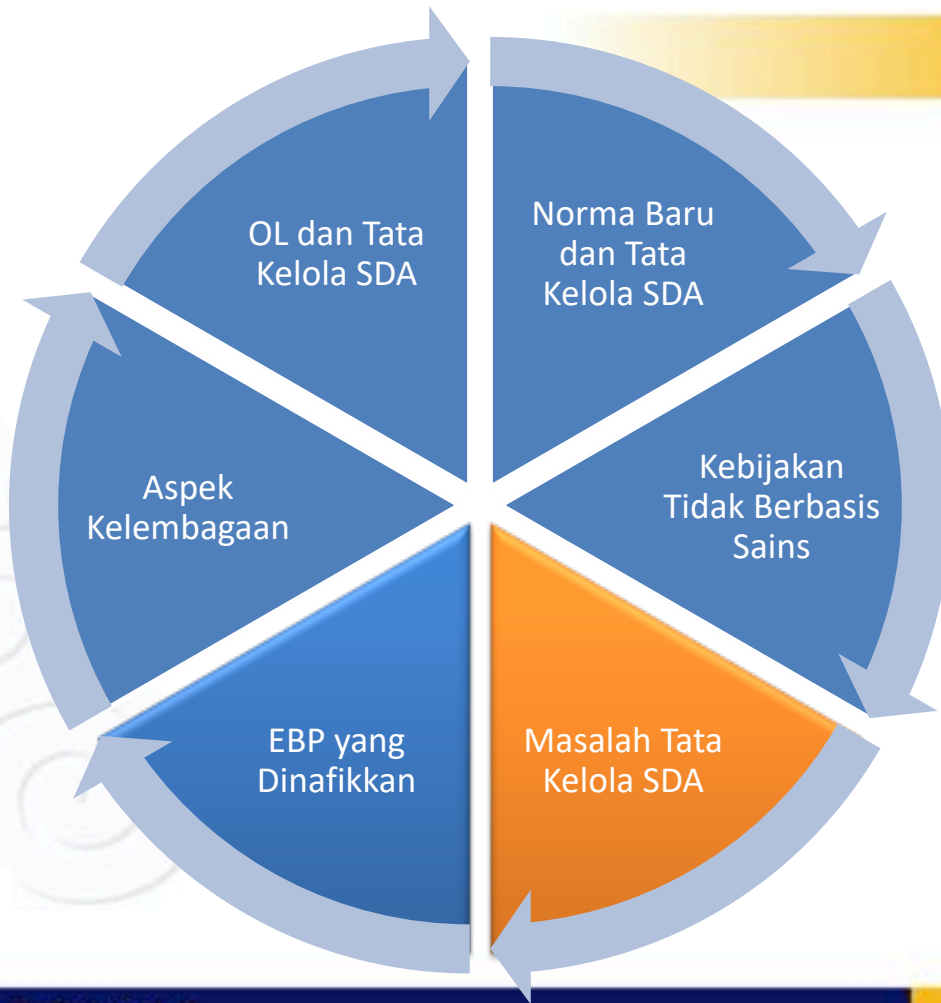 OL dan Tata
Kelola SDA
Norma Baru
dan Tata
Kelola SDA
Aspek
Kelembagaan
Kebijakan
Tidak Berbasis
Sains
EBP yang
Dinafikkan
Masalah Tata
Kelola SDA